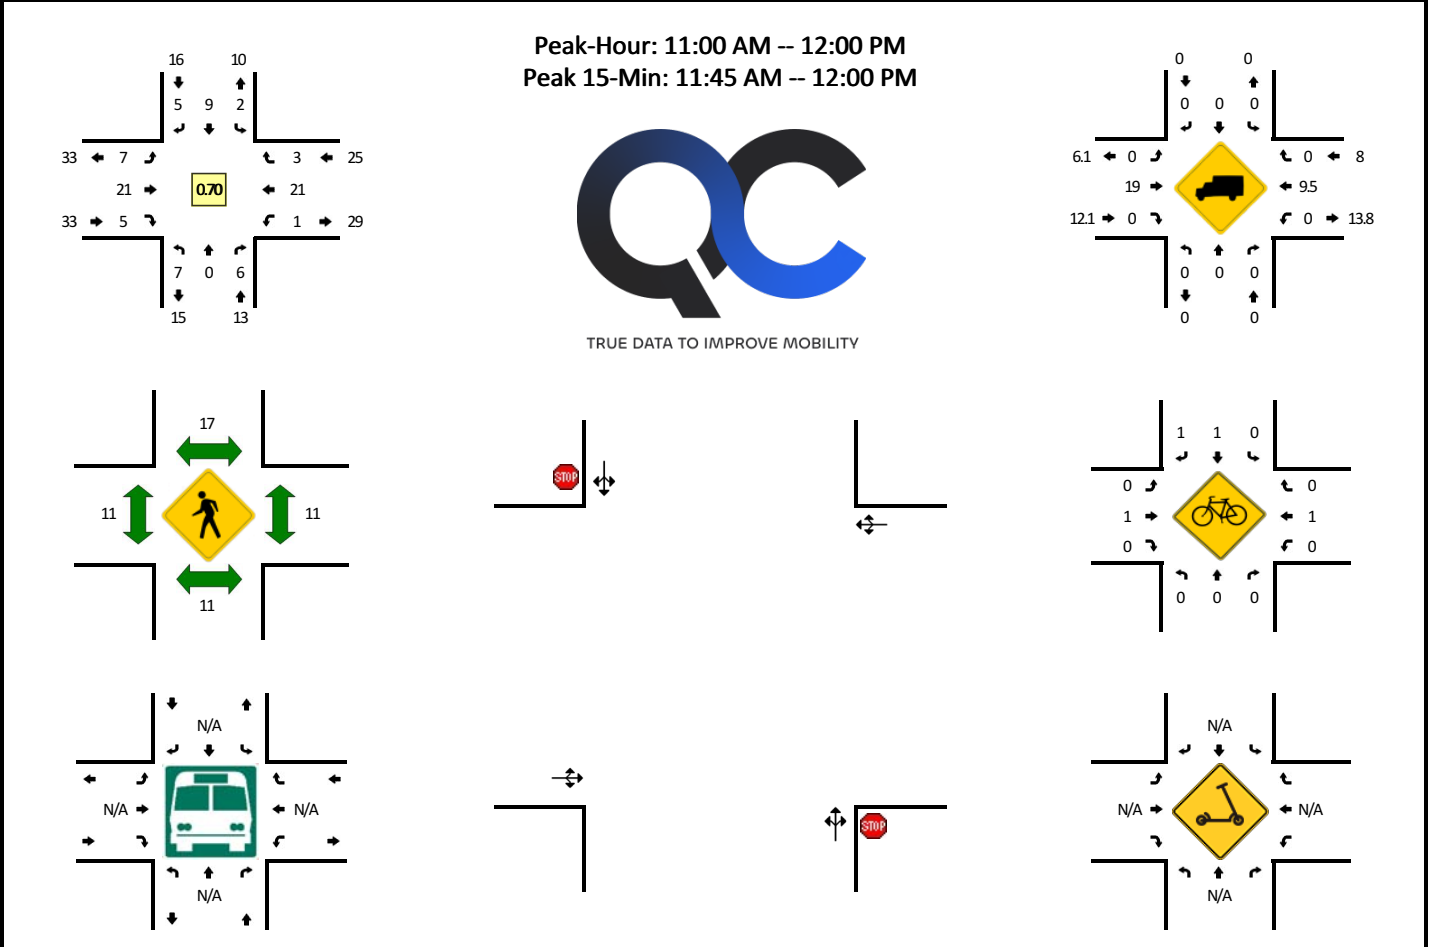 Peak-Hour: 11:00 AM -- 12:00 PM
Peak 15-Min: 11:45 AM -- 12:00 PM
16 10
5 9 2
33 7 3 25
21 0.70 21
33 5 1 29
7 0 6
15 13
QC
TRUE DATA TO IMPROVE MOBILITY
0 0
0 0 0
6.1 0 0 8
19 9.5
12.1 0 0 13.8
0 0 0
0 0
17
11 11
11
STOP
STOP
1 1 0
0 0
1 1
0 0
0 0 0
N/A
N/A N/A
N/A
N/A
N/A N/A
N/A